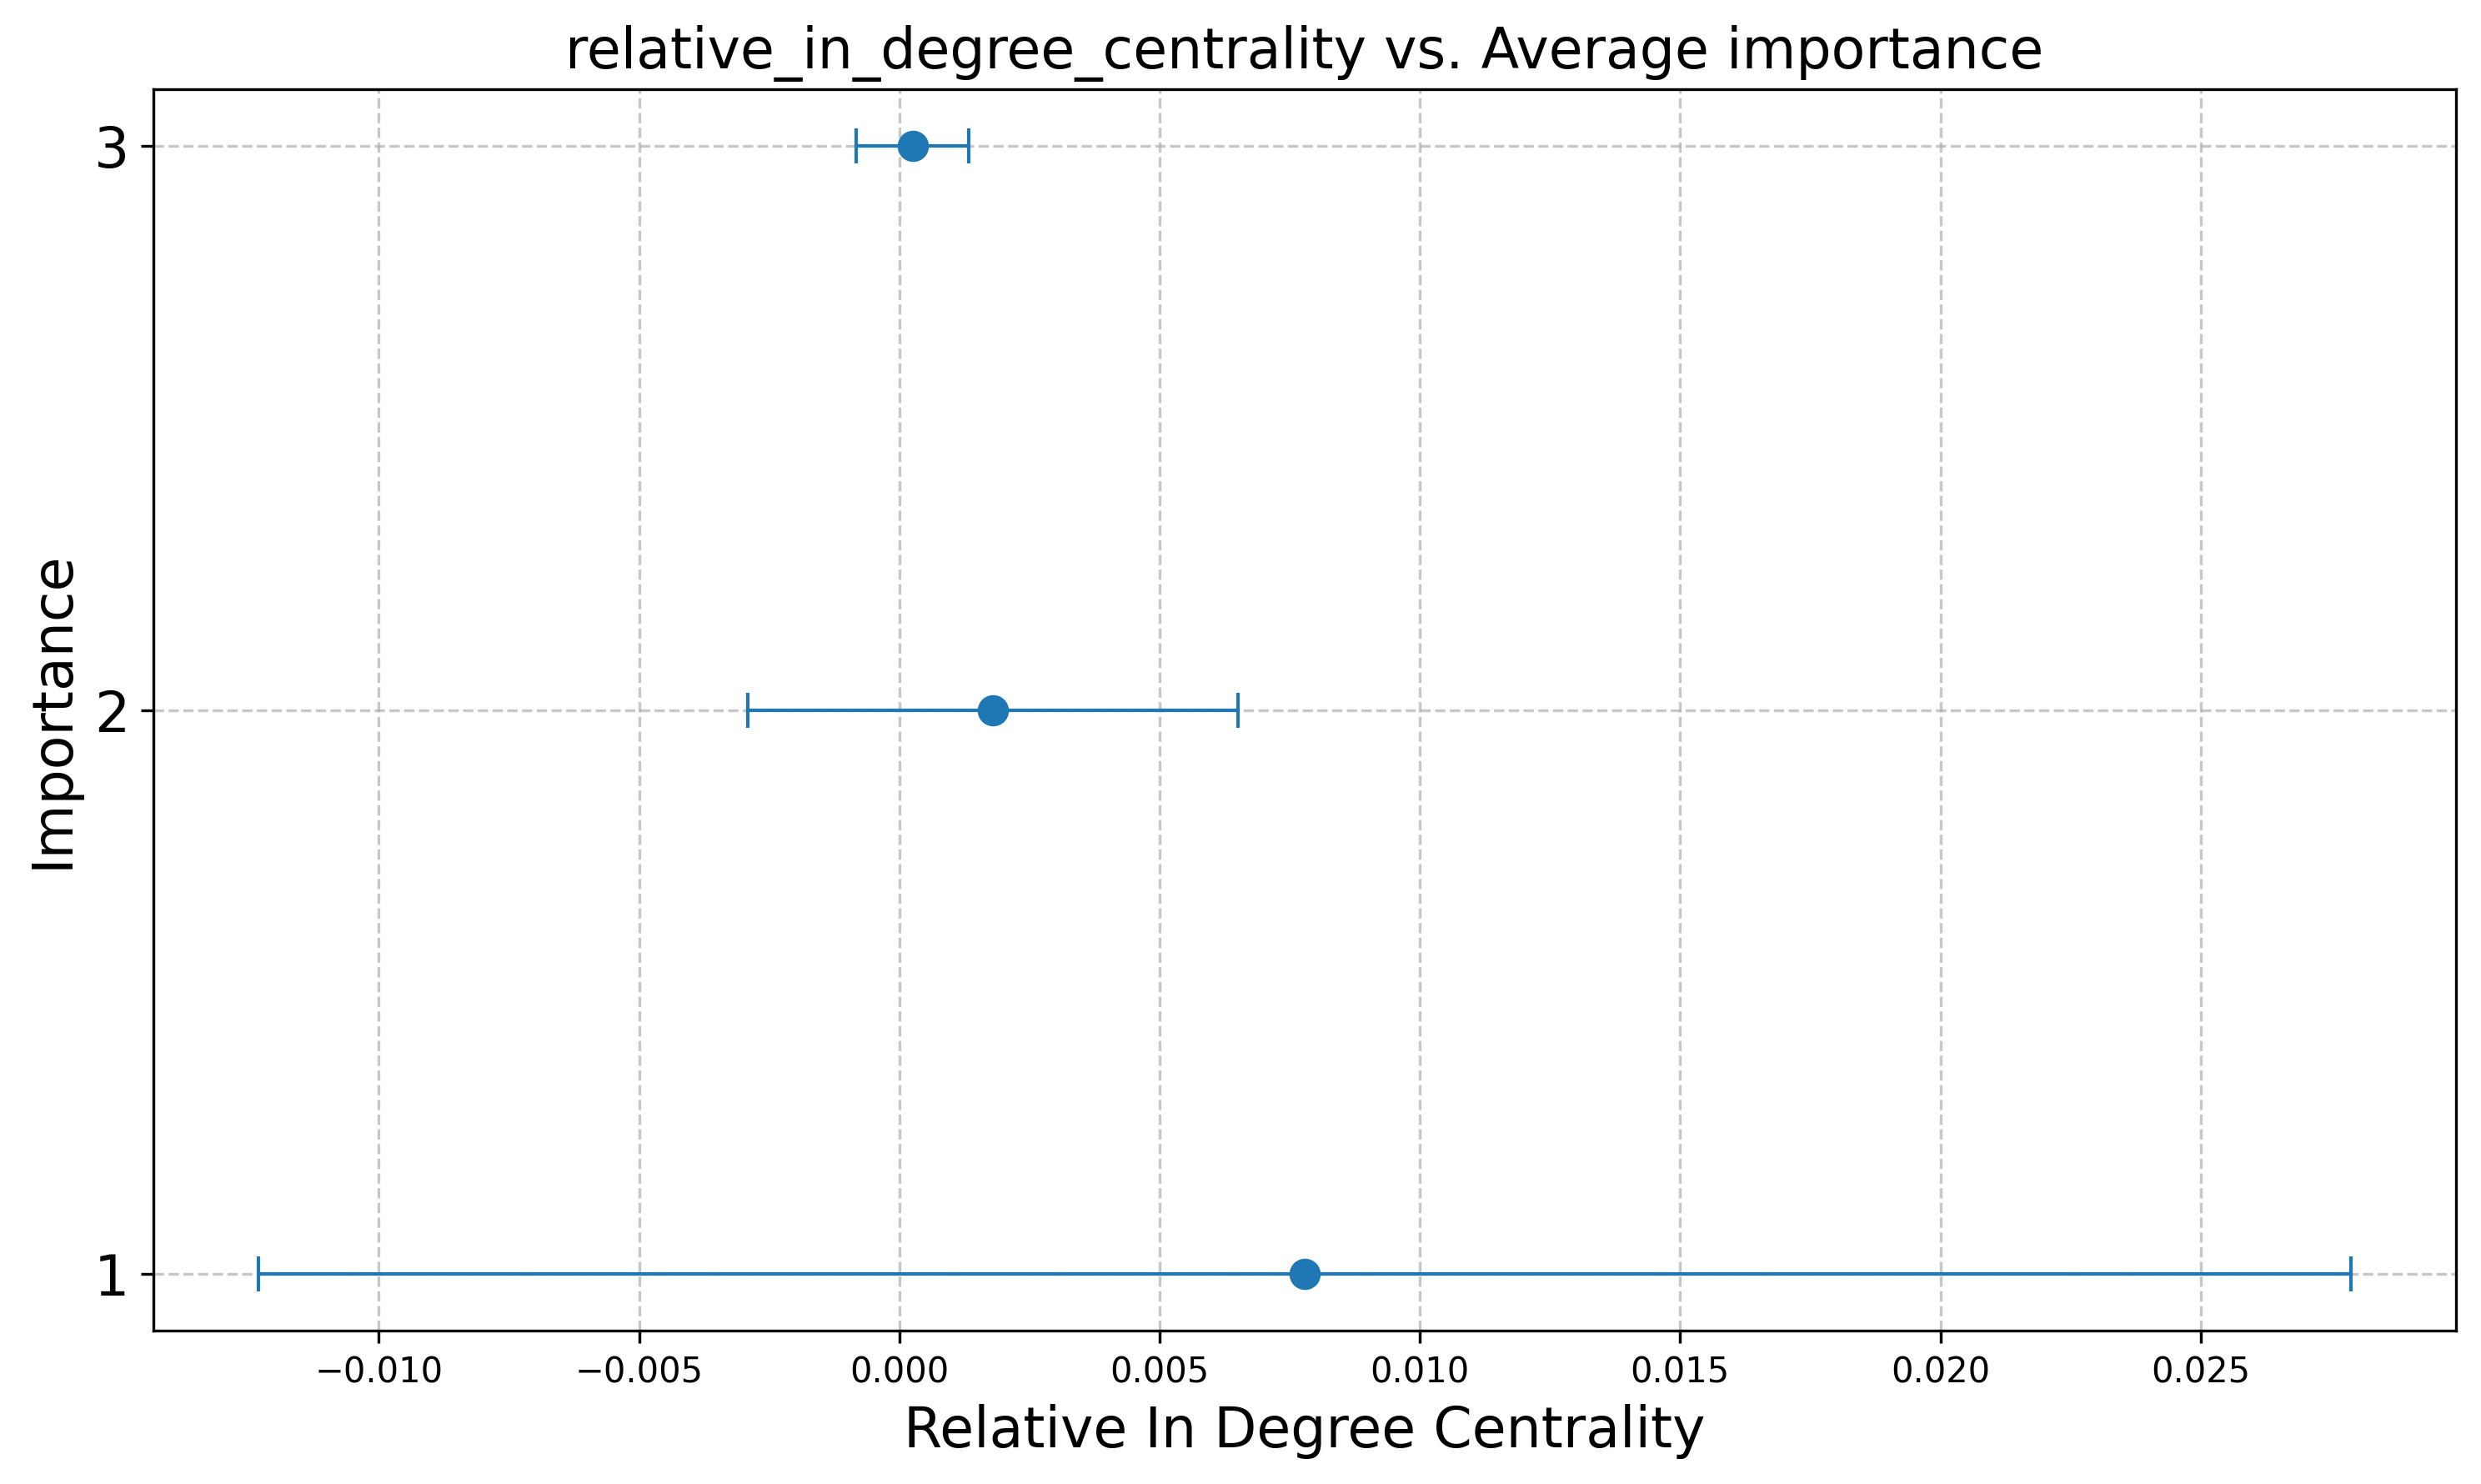 relative_in_degree_centrality vs. Average importance
3
2
1
Importance
−0.010 −0.005 0.000 0.005 0.010 0.015 0.020 0.025
Relative In Degree Centrality